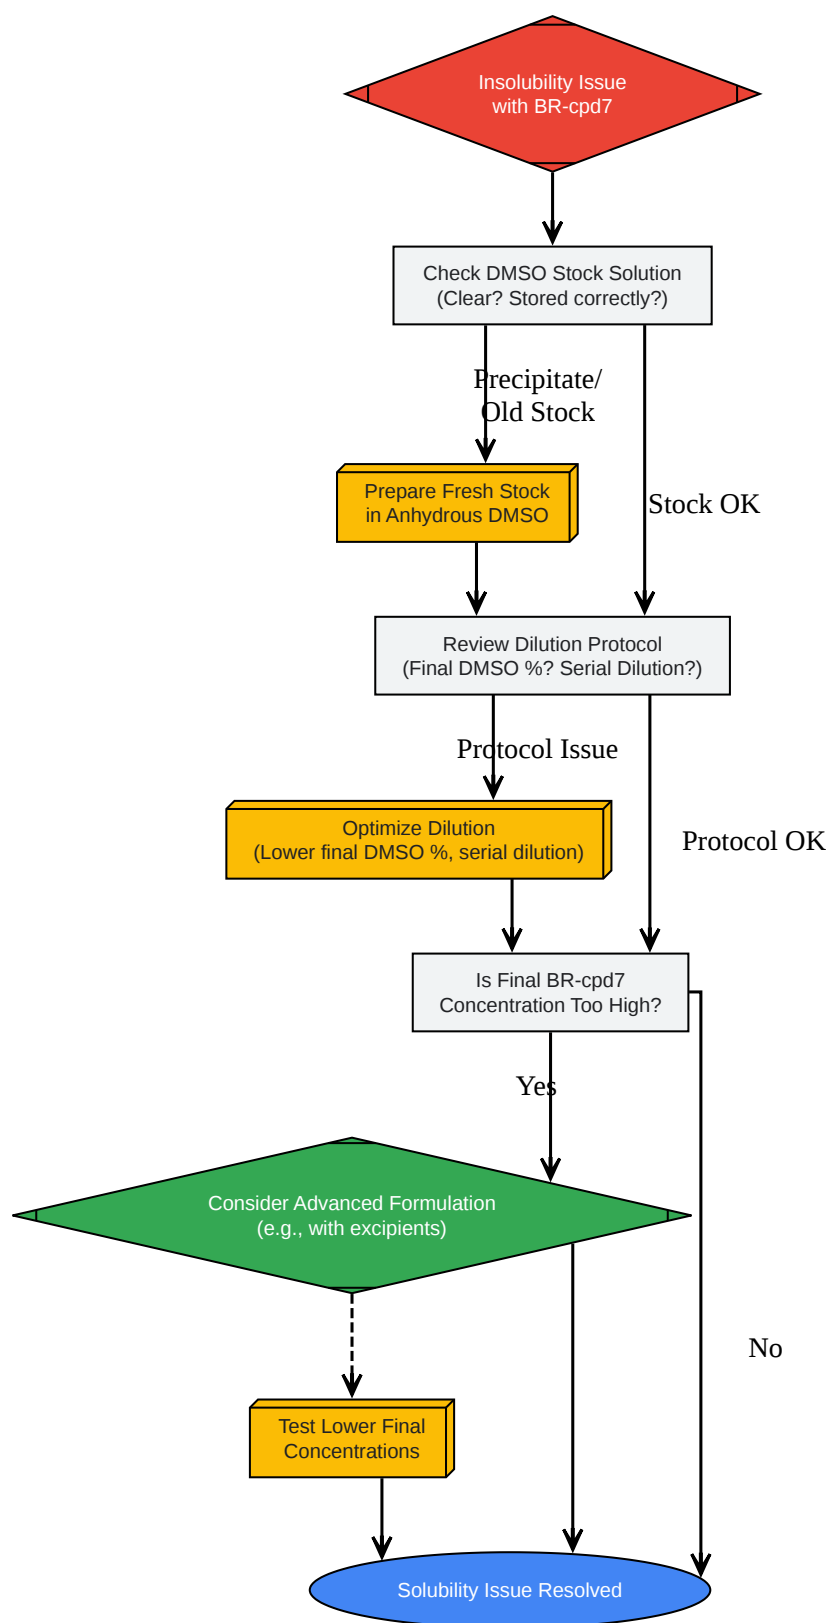 Insolubility Issue
with BR-cpd7
Check DMSO Stock Solution
(Clear? Stored correctly?)
Precipitate/
Old Stock
Prepare Fresh Stock
in Anhydrous DMSO
Stock OK
Review Dilution Protocol
(Final DMSO %? Serial Dilution?)
Protocol Issue
Optimize Dilution
(Lower final DMSO %, serial dilution)
Protocol OK
Is Final BR-cpd7
Concentration Too High?
Yes
Consider Advanced Formulation
(e.g., with excipients)
No
Test Lower Final
Concentrations
Solubility Issue Resolved